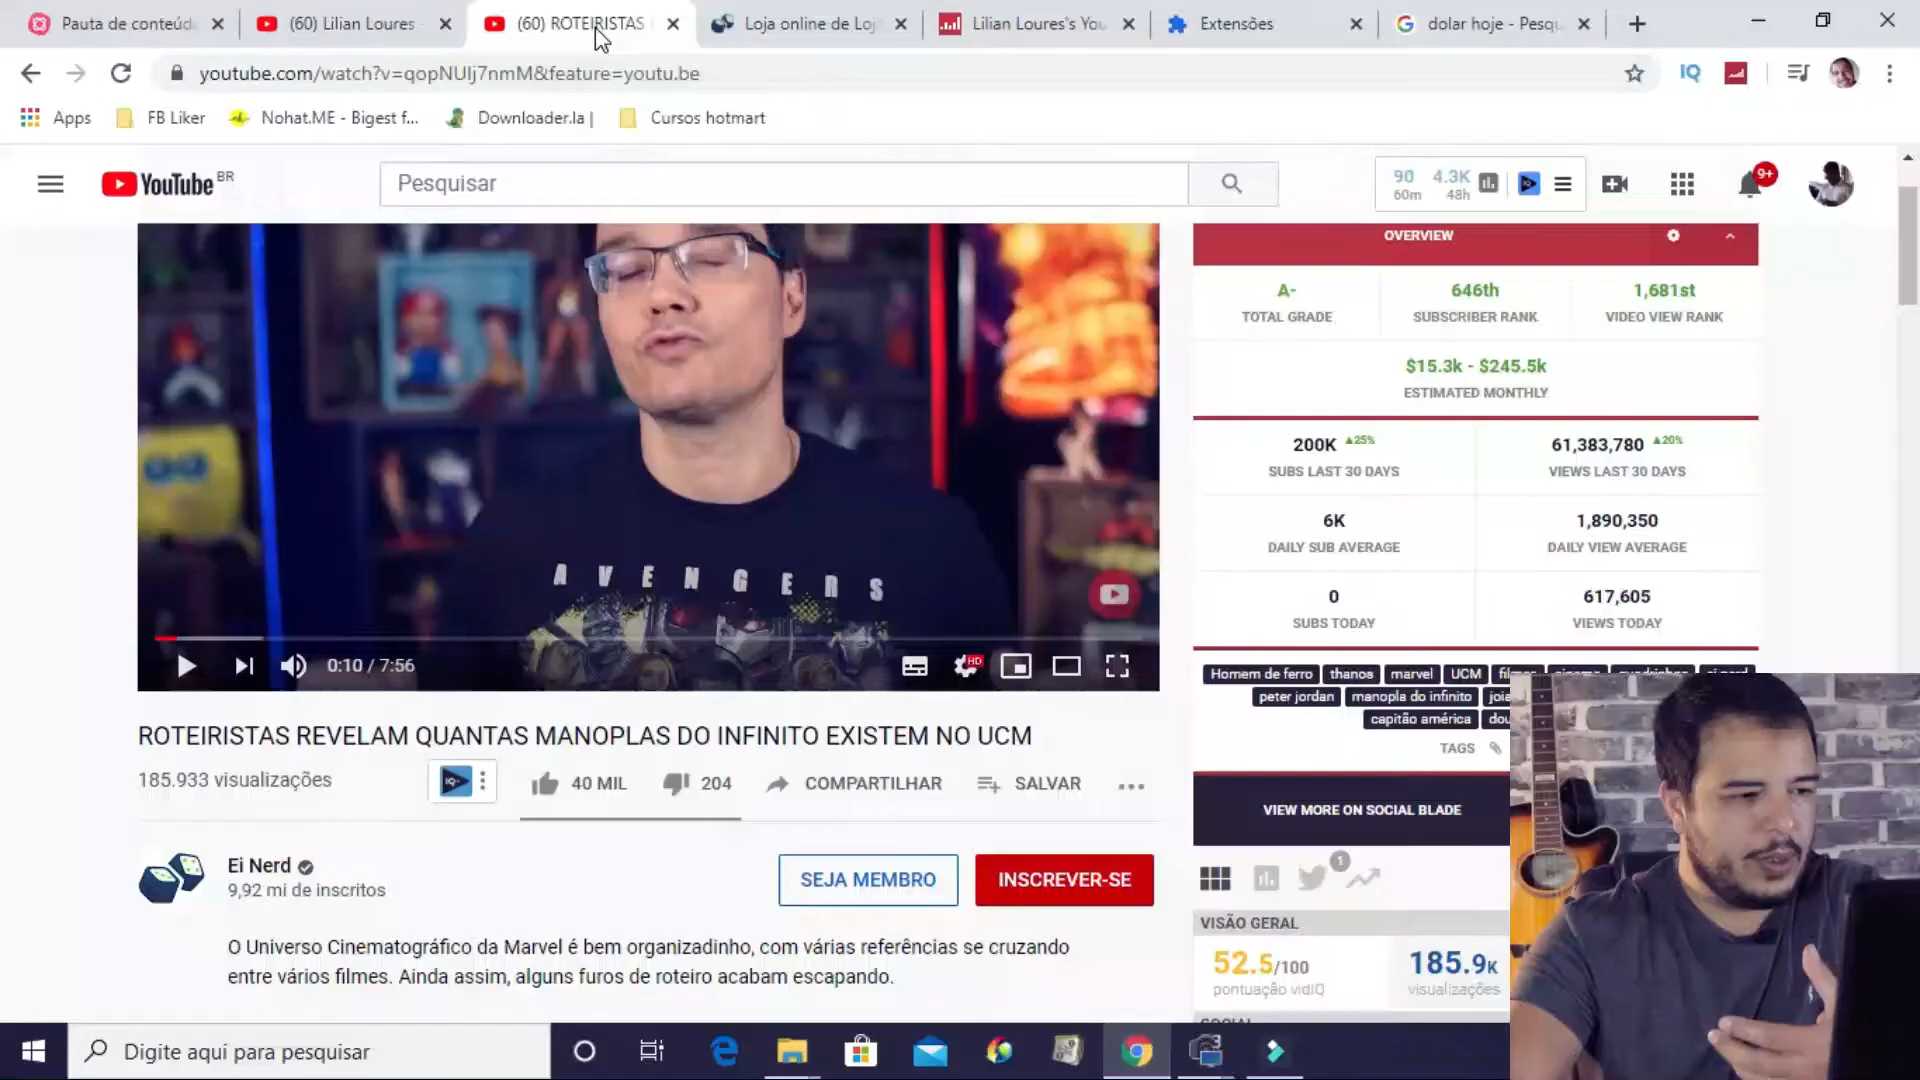 Pauta de conteúd
(60) Lilian Loures
(60) ROTEIRISTAS
Loja online de Loj
Lilian Loures's You
Extensões
dolar hoje - Pesqu
youtube.com/watch?v=qopNUIj7nmM&feature=youtu.be
IQ
Apps
FB Liker
Nohat.ME - Bigest f...
Downloader.la |
Cursos hotmart
YouTube BR
Pesquisar
90
60m
4.3K
48h
9+
AVENGERS
0:10 / 7:56
HD
OVERVIEW
A-
TOTAL GRADE
646th
SUBSCRIBER RANK
1,681st
VIDEO VIEW RANK
$15.3k - $245.5k
ESTIMATED MONTHLY
200K ▲25%
SUBS LAST 30 DAYS
61,383,780 ▲20%
VIEWS LAST 30 DAYS
6K
DAILY SUB AVERAGE
1,890,350
DAILY VIEW AVERAGE
0
SUBS TODAY
617,605
VIEWS TODAY
Homem de ferro thanos marvel UCM
peter jordan manopla do infinito joia
capitão américa dou
TAGS
VIEW MORE ON SOCIAL BLADE
1
VISÃO GERAL
52.5/100
pontuação vidIQ
185.9K
visualizações
ROTEIRISTAS REVELAM QUANTAS MANOPLAS DO INFINITO EXISTEM NO UCM
185.933 visualizações
IQ
40 MIL
204
COMPARTILHAR
SALVAR
Ei Nerd
9,92 mi de inscritos
SEJA MEMBRO
INSCREVER-SE
O Universo Cinematográfico da Marvel é bem organizadinho, com várias referências se cruzando
entre vários filmes. Ainda assim, alguns furos de roteiro acabam escapando.
Digite aqui para pesquisar